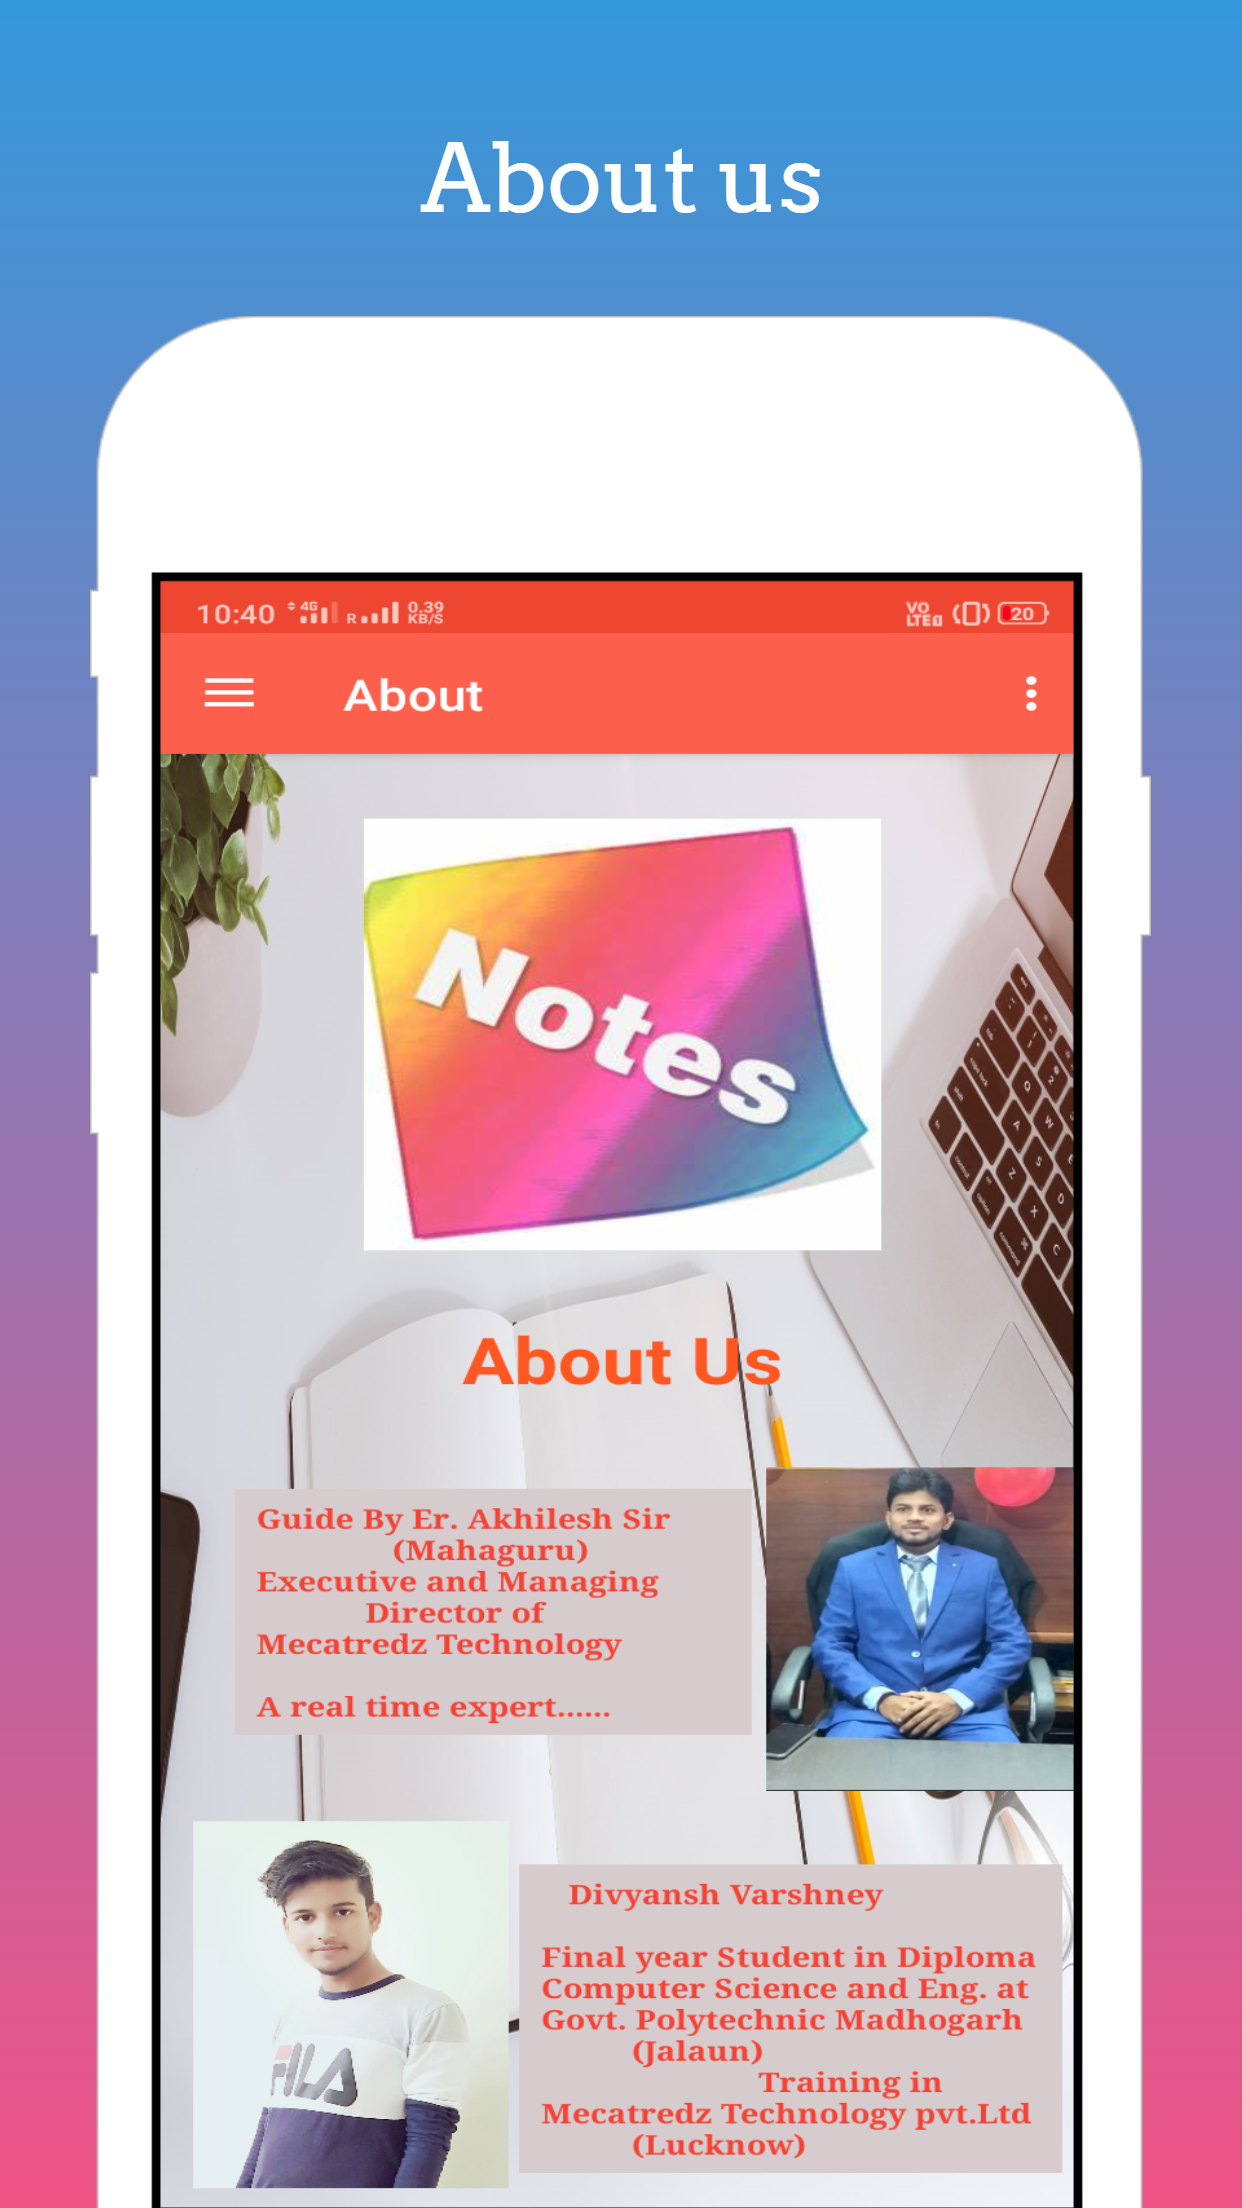 About us
10:40 4G R 0.39 KB/S VO LTE 20
About
Notes
About Us
Guide By Er. Akhilesh Sir
(Mahaguru)
Executive and Managing
Director of
Mecatredz Technology
A real time expert......
Divyansh Varshney
Final year Student in Diploma
Computer Science and Eng. at
Govt. Polytechnic Madhogarh
(Jalaun)
Training in
Mecatredz Technology pvt.Ltd
(Lucknow)
FILA